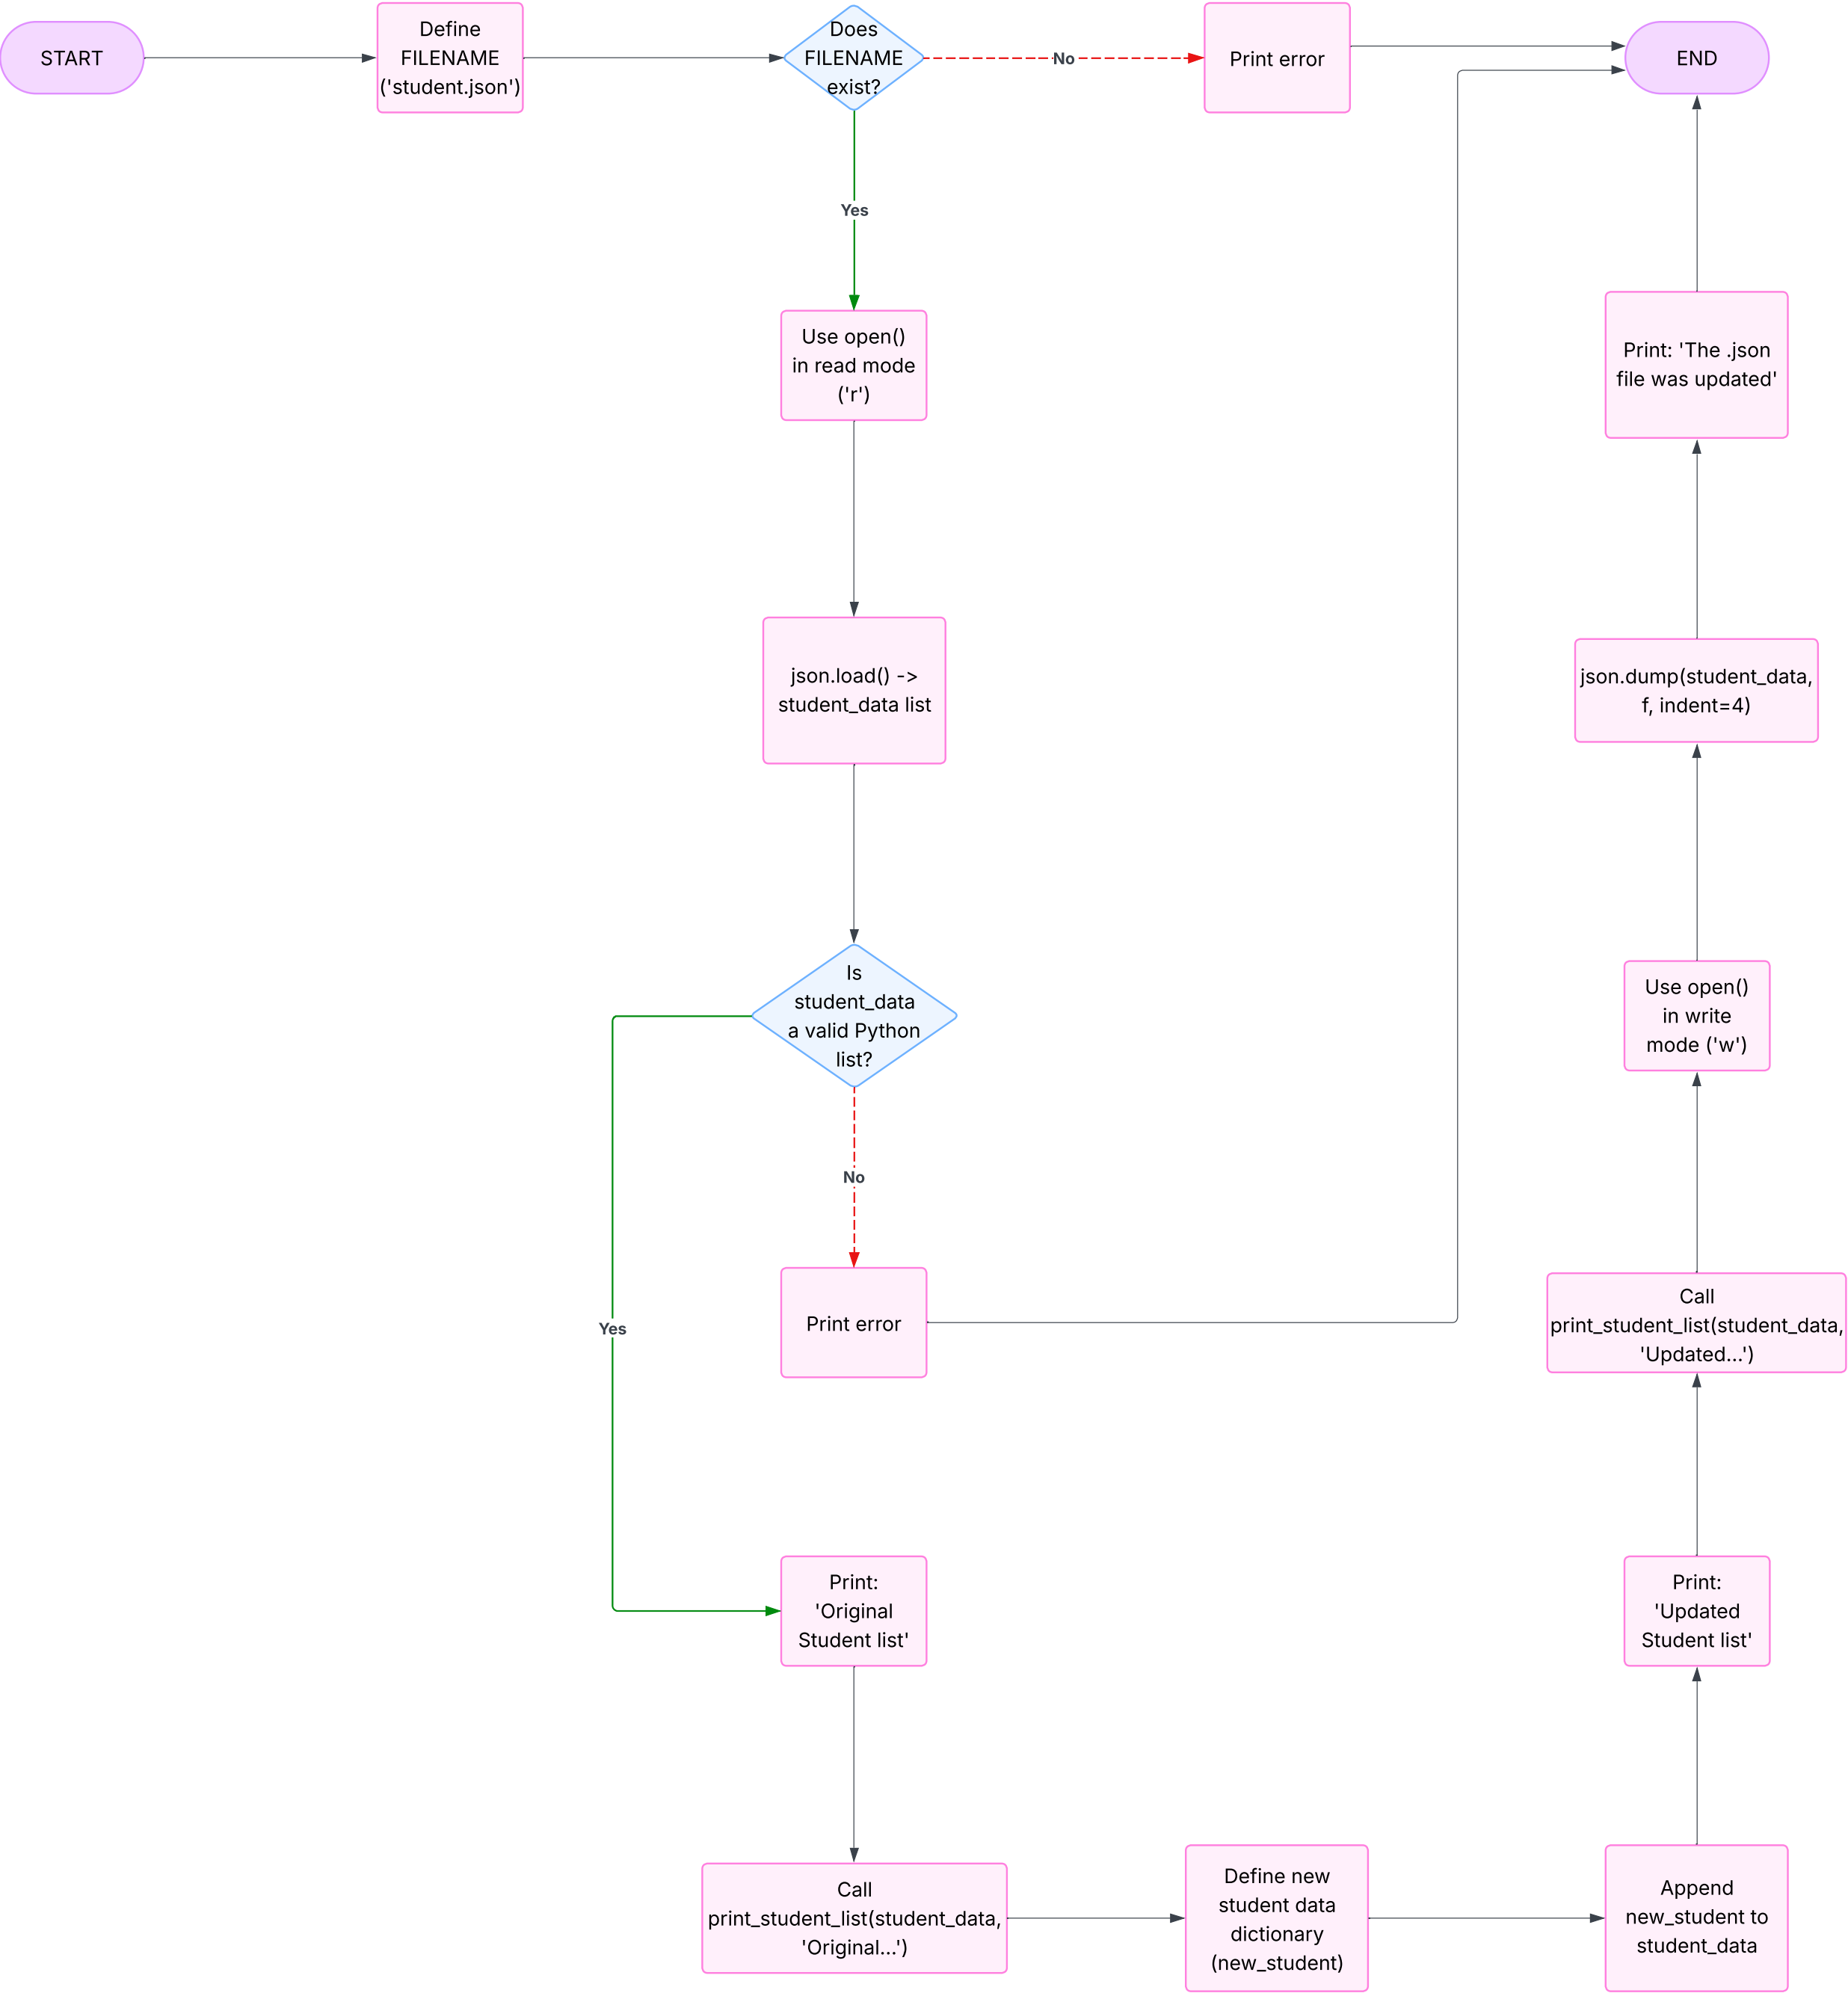 START
Define
FILENAME
('student.json')
Does
FILENAME
exist?
No
Print error
END
Yes
Use open()
in read mode
('r')
json.load() ->
student_data list
Is
student_data
a valid Python
list?
No
Print error
Yes
Print:
'Original
Student list'
Call
print_student_list(student_data,
'Original...')
Define new
student data
dictionary
(new_student)
Append
new_student to
student_data
Print:
'Updated
Student list'
Call
print_student_list(student_data,
'Updated...')
Use open()
in write
mode ('w')
json.dump(student_data,
f, indent=4)
Print: 'The .json
file was updated'